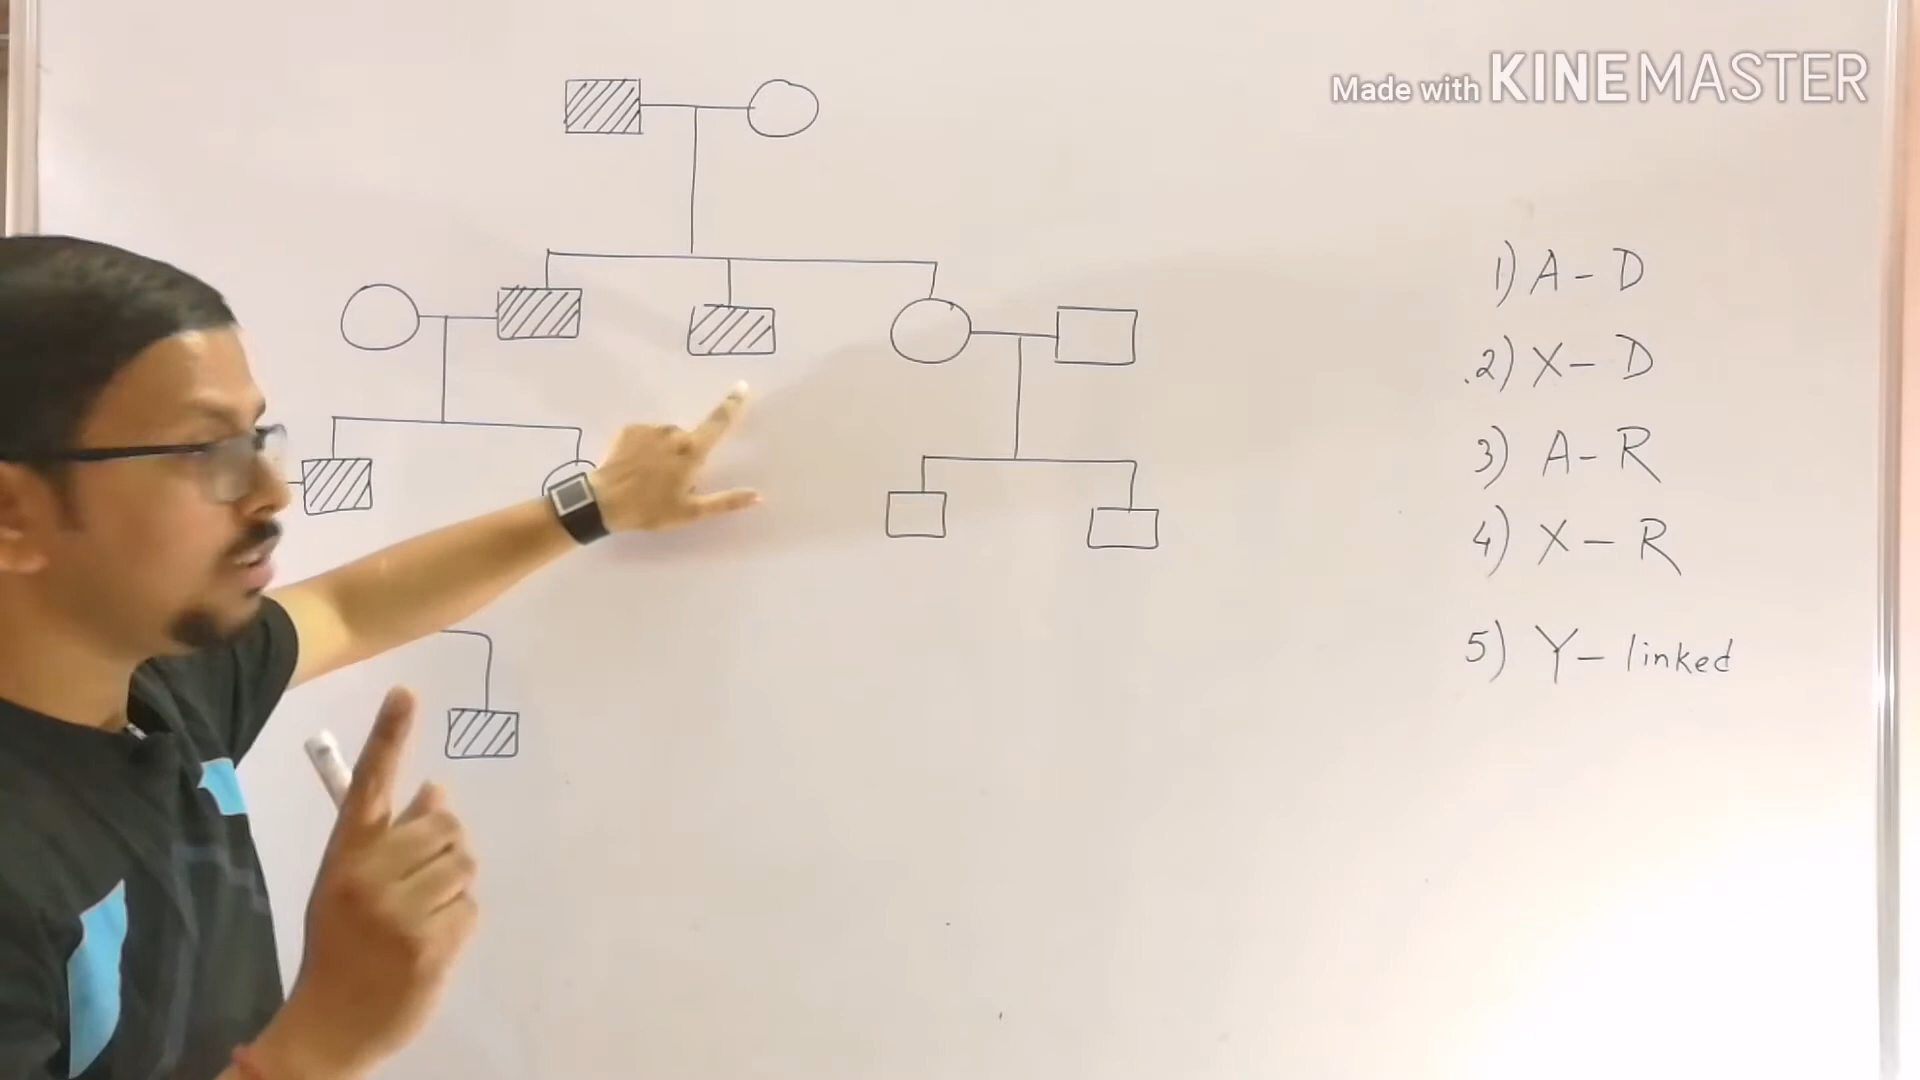 Made with KINEMASTER
1) A - D
2) X - D
3) A - R
4) X - R
5) Y - linked